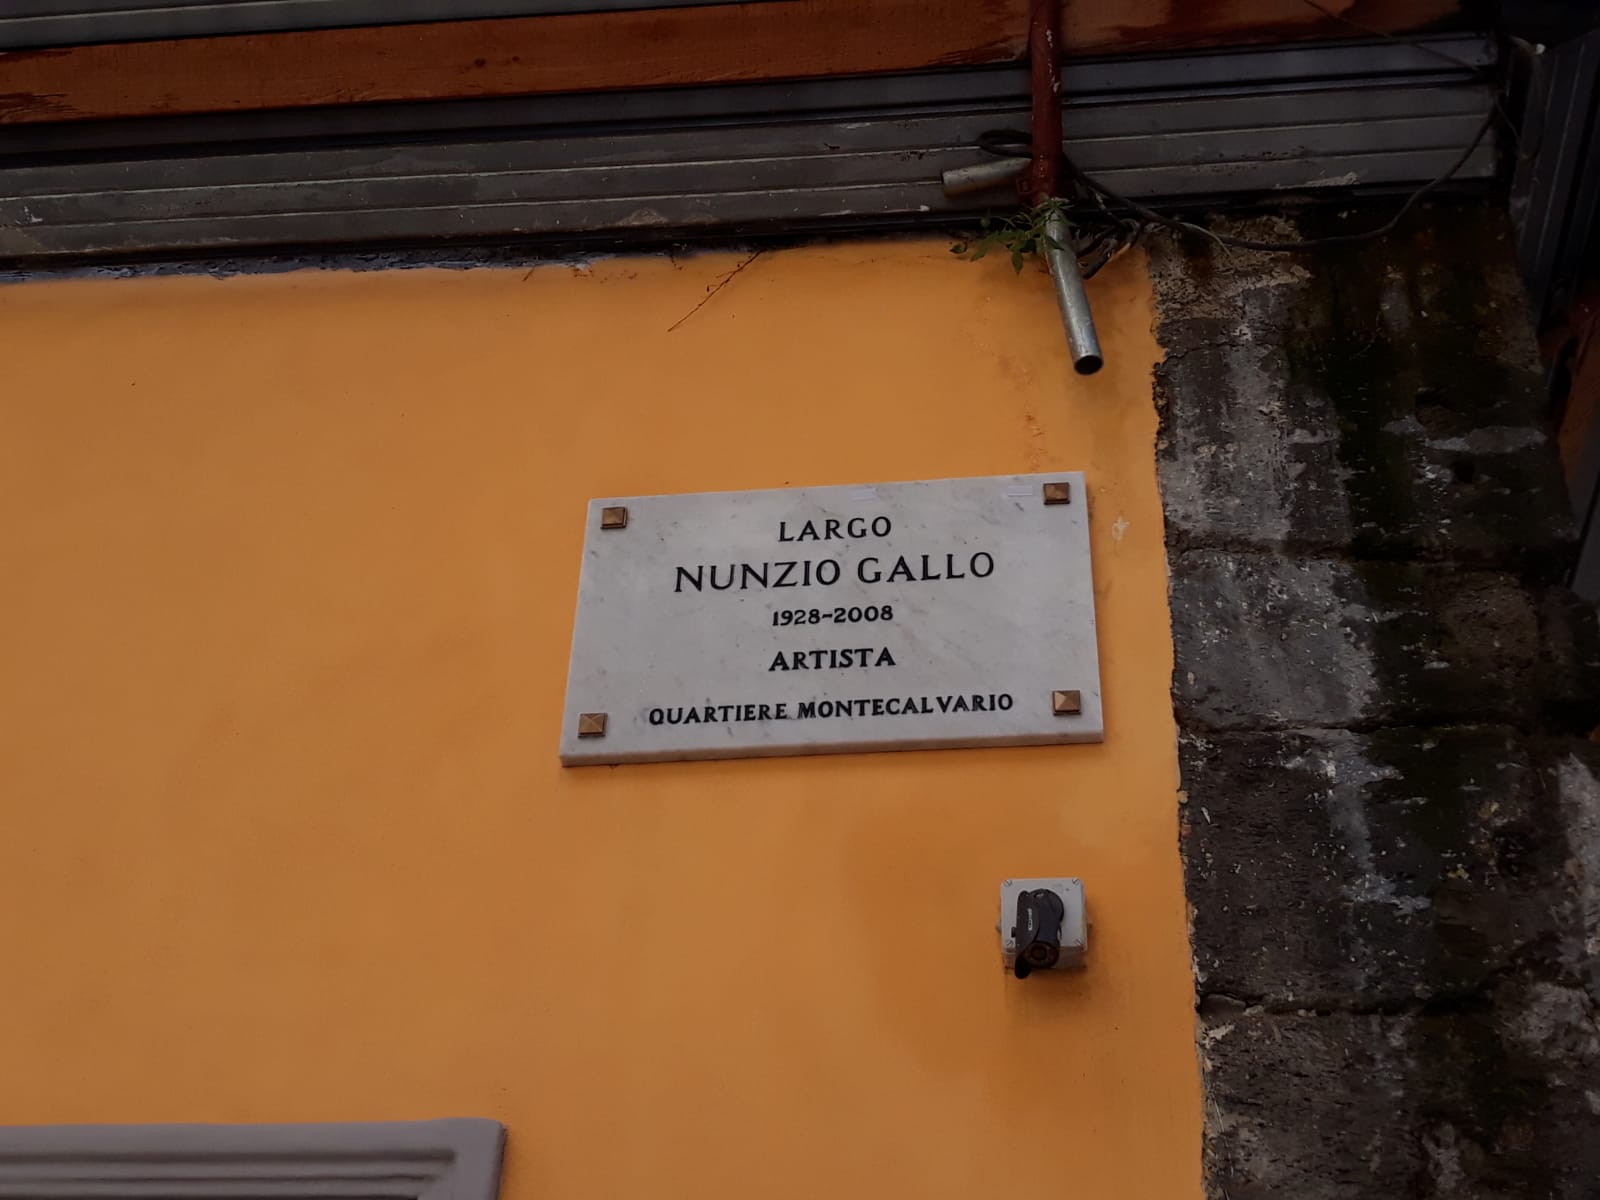 LARGO
NUNZIO GALLO
1928-2008
ARTISTA
QUARTIERE MONTECALVARIO